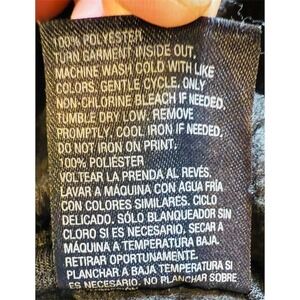 100% POLYESTER
TURN GARMENT INSIDE OUT,
MACHINE WASH COLD WITH LIKE
COLORS. GENTLE CYCLE. ONLY
NON-CHLORINE BLEACH IF NEEDED.
TUMBLE DRY LOW. REMOVE
PROMPTLY. COOL IRON IF NEEDED.
DO NOT IRON ON PRINT.
100% POLIÉSTER
VOLTEAR LA PRENDA AL REVÉS.
LAVAR A MÁQUINA CON AGUA FRÍA
CON COLORES SIMILARES. CICLO
DELICADO. SÓLO BLANQUEADOR SIN
CLORO SI ES NECESARIO. SECAR A
MÁQUINA A TEMPERATURA BAJA.
RETIRAR OPORTUNAMENTE.
PLANCHAR A BAJA TEMPERATURA SI
ES NECESARIO. NO PLANCHAR SOBRE